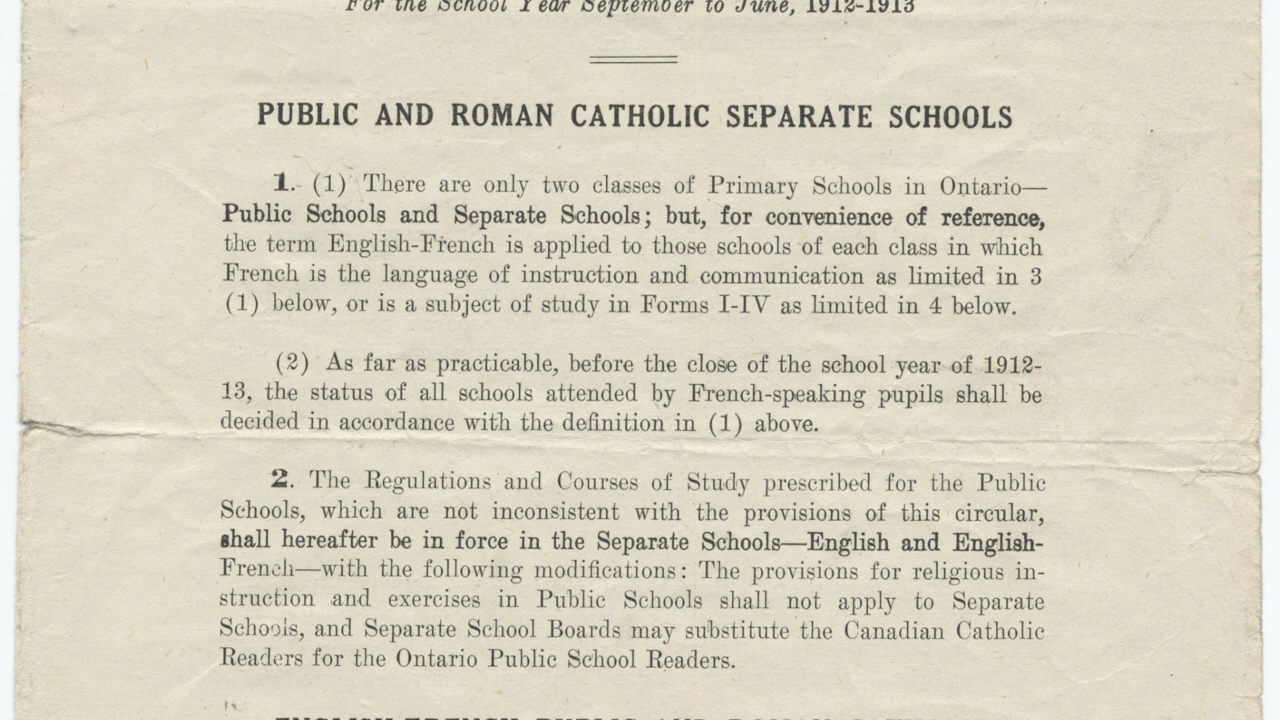 For the School Year September to June, 1912-1913
PUBLIC AND ROMAN CATHOLIC SEPARATE SCHOOLS
1. (1) There are only two classes of Primary Schools in Ontario—
Public Schools and Separate Schools; but, for convenience of reference,
the term English-French is applied to those schools of each class in which
French is the language of instruction and communication as limited in 3
(1) below, or is a subject of study in Forms I-IV as limited in 4 below.
(2) As far as practicable, before the close of the school year of 1912-
13, the status of all schools attended by French-speaking pupils shall be
decided in accordance with the definition in (1) above.
2. The Regulations and Courses of Study prescribed for the Public
Schools, which are not inconsistent with the provisions of this circular,
shall hereafter be in force in the Separate Schools—English and English-
French—with the following modifications: The provisions for religious in-
struction and exercises in Public Schools shall not apply to Separate
Schools, and Separate School Boards may substitute the Canadian Catholic
Readers for the Ontario Public School Readers.